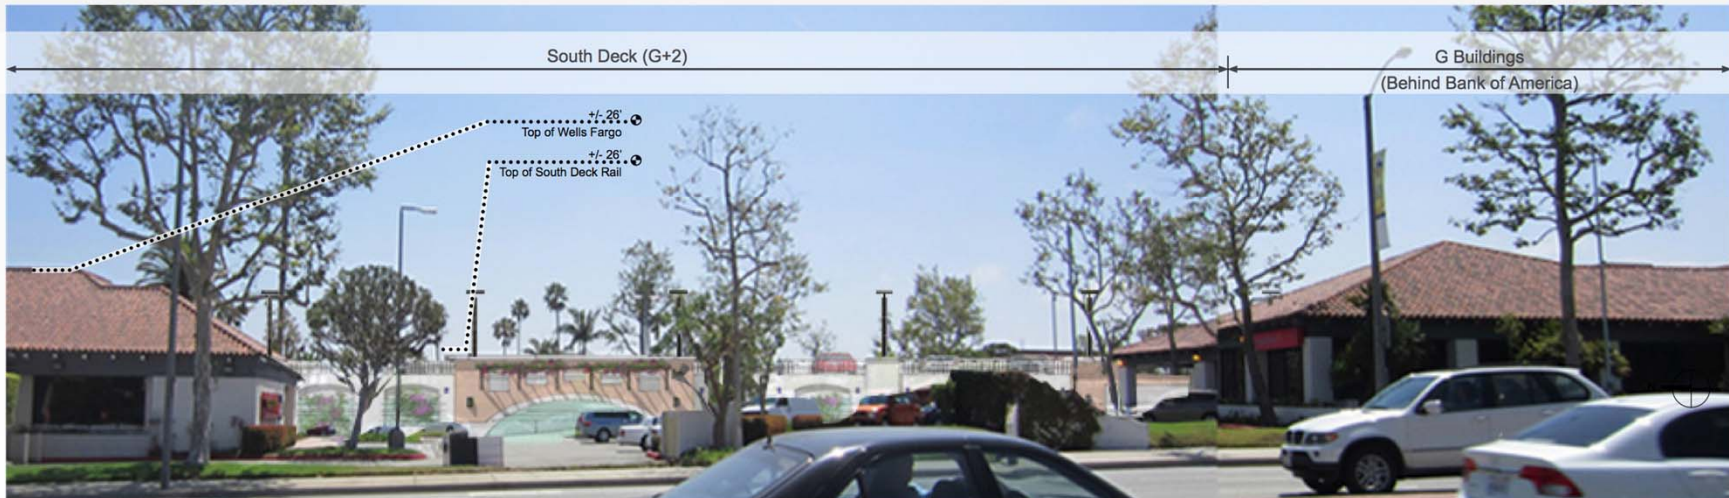 South Deck (G+2)
G Buildings
(Behind Bank of America)
+/- 26'
Top of Wells Fargo
+/- 26'
Top of South Deck Rail